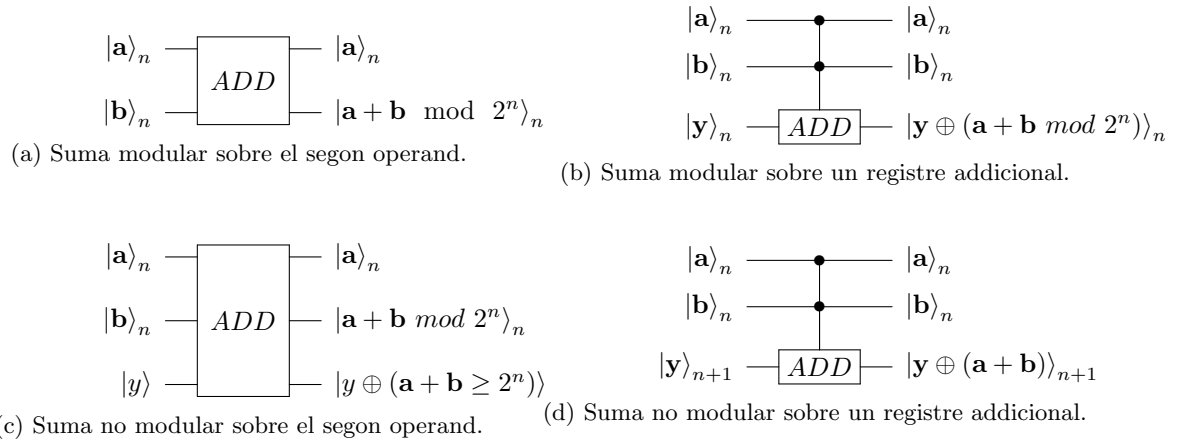 |a⟩ₙ |a⟩ₙ
ADD
|b⟩ₙ |a + b mod 2ⁿ⟩ₙ
(a) Suma modular sobre el segon operand.
|a⟩ₙ |a⟩ₙ
|b⟩ₙ |b⟩ₙ
|y⟩ₙ ADD |y ⊕ (a + b mod 2ⁿ)⟩ₙ
(b) Suma modular sobre un registre addicional.
|a⟩ₙ |a⟩ₙ
|b⟩ₙ ADD |a + b mod 2ⁿ⟩ₙ
|y⟩ |y ⊕ (a + b ≥ 2ⁿ)⟩
(c) Suma no modular sobre el segon operand.
|a⟩ₙ |a⟩ₙ
|b⟩ₙ |b⟩ₙ
|y⟩ₙ₊₁ ADD |y ⊕ (a + b)⟩ₙ₊₁
(d) Suma no modular sobre un registre addicional.